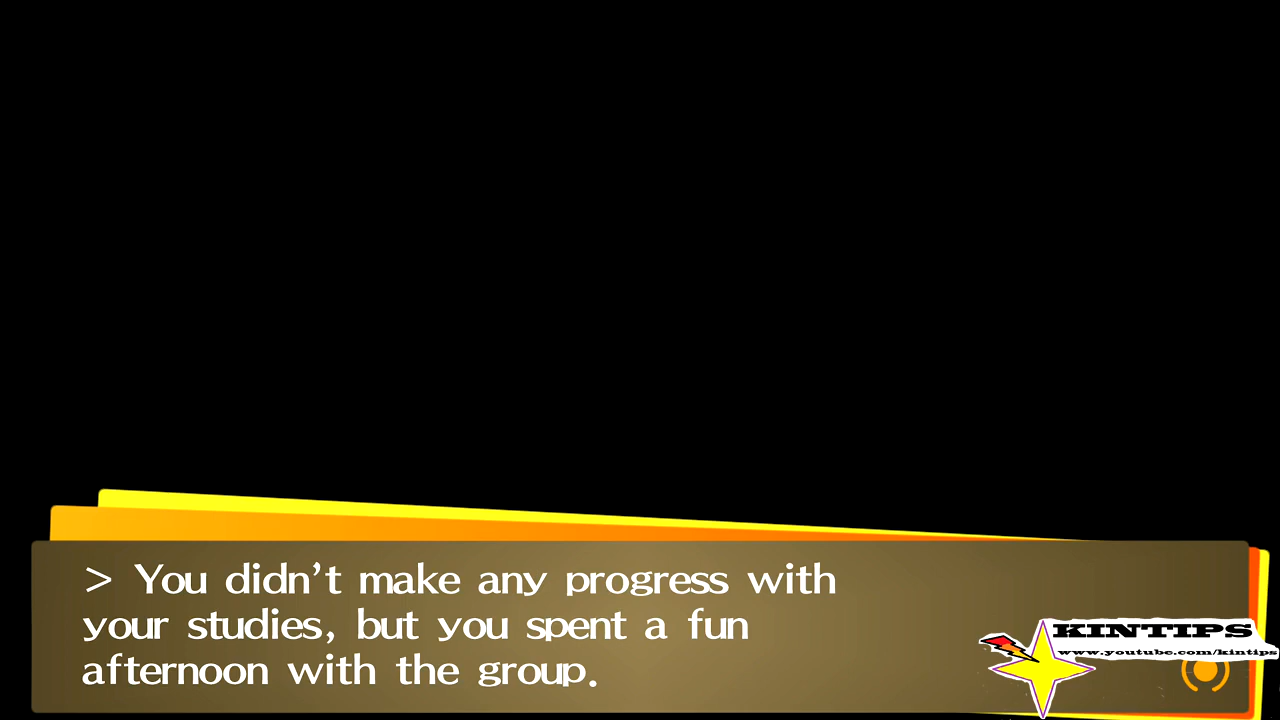 > You didn't make any progress with
your studies, but you spent a fun
afternoon with the group.
KINTIPS
www.youtube.com/kintips